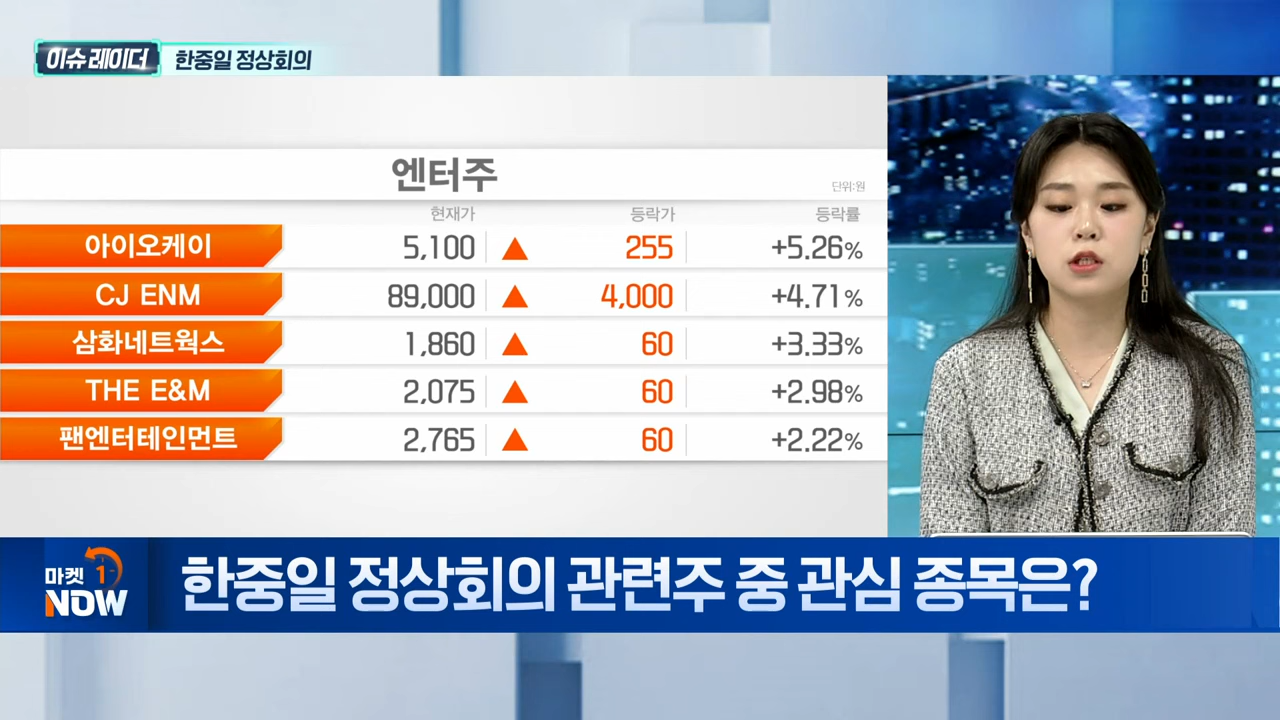 이슈 레이더 한중일 정상회의
엔터주
단위:원
현재가 등락가 등락률
아이오케이 5,100 ▲ 255 +5.26%
CJ ENM 89,000 ▲ 4,000 +4.71%
삼화네트웍스 1,860 ▲ 60 +3.33%
THE E&M 2,075 ▲ 60 +2.98%
팬엔터테인먼트 2,765 ▲ 60 +2.22%
마켓 1
NOW
한중일 정상회의 관련주 중 관심 종목은?